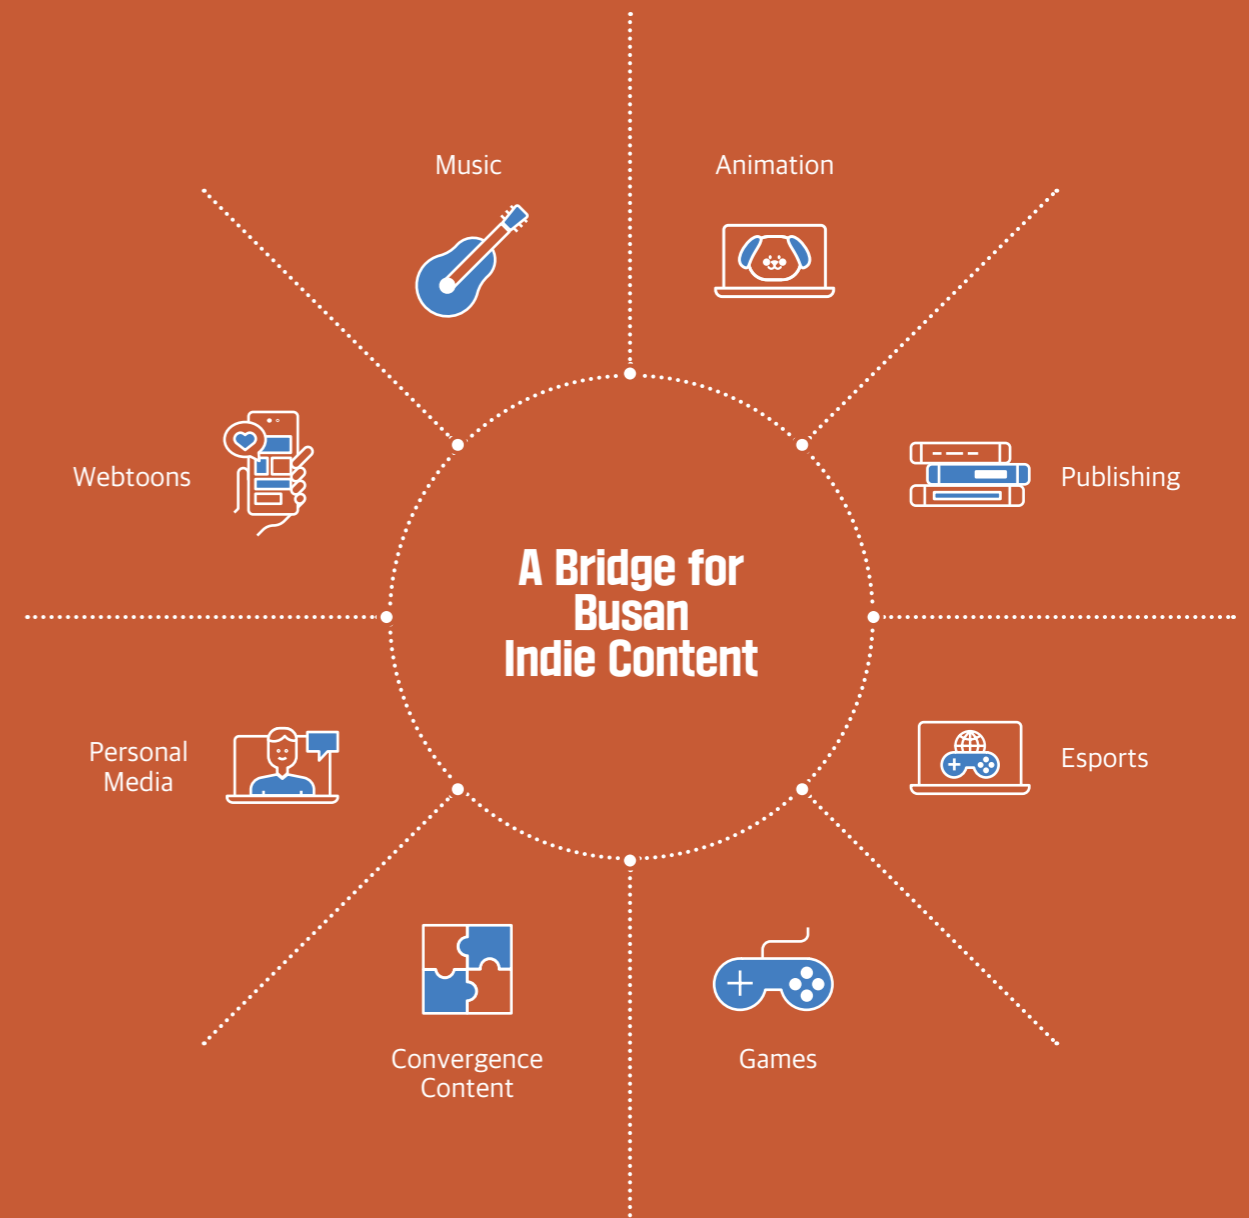 Music
Animation
Webtoons
Publishing
A Bridge for
Busan
Indie Content
Personal
Media
Esports
Convergence
Content
Games